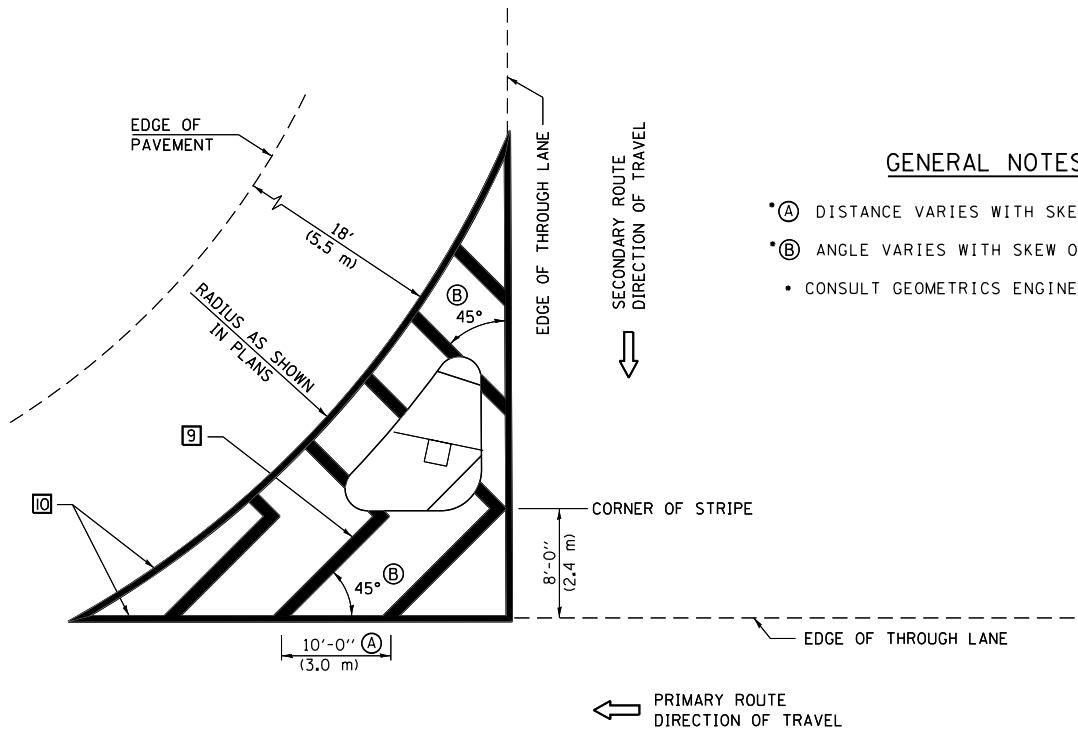 EDGE OF
PAVEMENT
18'
(5.5 m)
RADIUS AS SHOWN
IN PLANS
EDGE OF THROUGH LANE
SECONDARY ROUTE
DIRECTION OF TRAVEL
GENERAL NOTES
*Ⓐ DISTANCE VARIES WITH SKE
*Ⓑ ANGLE VARIES WITH SKEW O
• CONSULT GEOMETRICS ENGINE
Ⓑ
45°
9
10
CORNER OF STRIPE
8'-0''
(2.4 m)
45° Ⓑ
10'-0'' Ⓐ
(3.0 m)
EDGE OF THROUGH LANE
PRIMARY ROUTE
DIRECTION OF TRAVEL